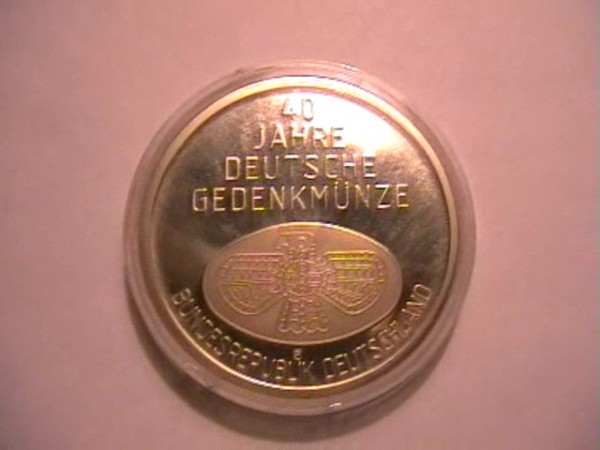 40
JAHRE
DEUTSCHE
GEDENKMÜNZE
BUNDESREPUBLIK DEUTSCHLAND